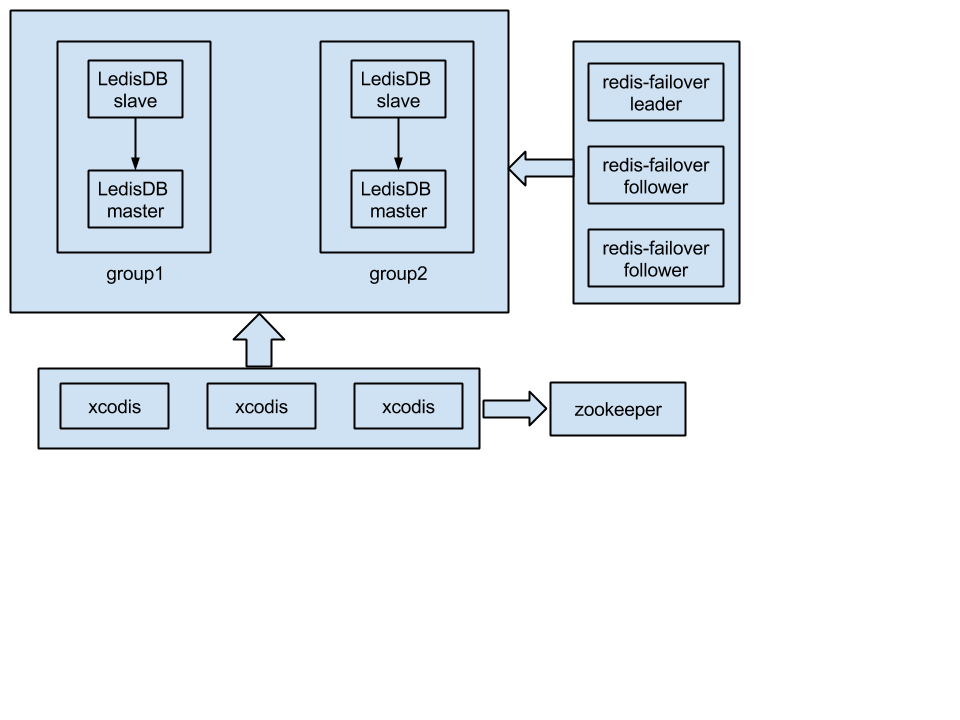 LedisDB
slave
LedisDB
master
group1
LedisDB
slave
LedisDB
master
group2
redis-failover
leader
redis-failover
follower
redis-failover
follower
xcodis
xcodis
xcodis
zookeeper